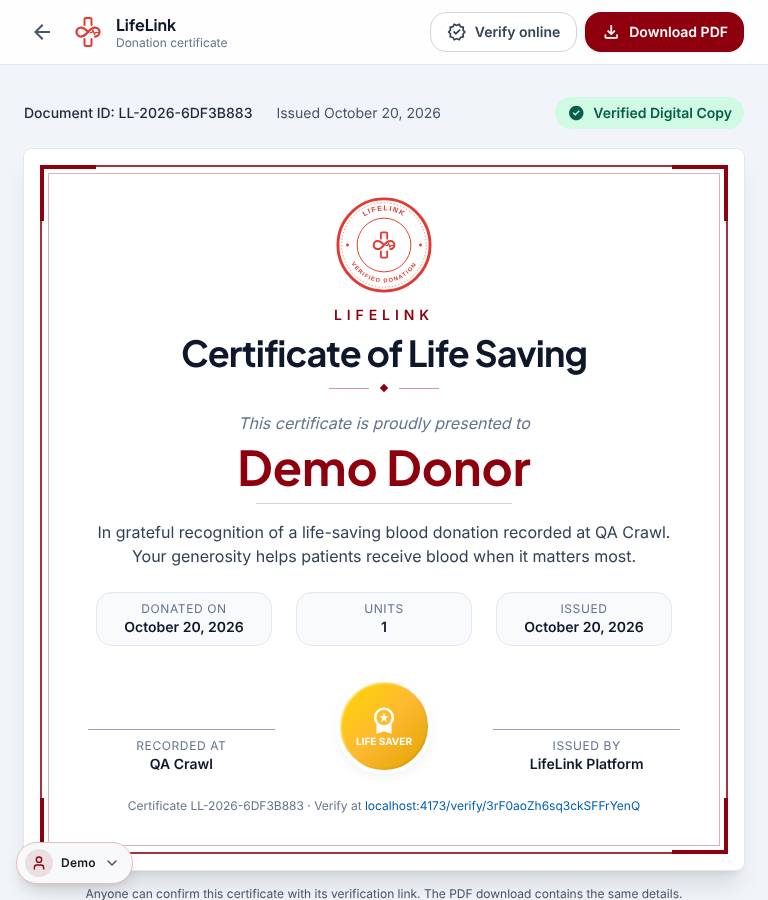 LifeLink
Donation certificate
Verify online
Download PDF
Document ID: LL-2026-6DF3B883
Issued October 20, 2026
Verified Digital Copy
LIFELINK
VERIFIED DONATION
LIFELINK
Certificate of Life Saving
This certificate is proudly presented to
Demo Donor
In grateful recognition of a life-saving blood donation recorded at QA Crawl.
Your generosity helps patients receive blood when it matters most.
DONATED ON
October 20, 2026
UNITS
1
ISSUED
October 20, 2026
LIFE SAVER
RECORDED AT
QA Crawl
ISSUED BY
LifeLink Platform
Certificate LL-2026-6DF3B883 · Verify at localhost:4173/verify/3rF0aoZh6sq3ckSFFrYenQ
Demo
Anyone can confirm this certificate with its verification link. The PDF download contains the same details.